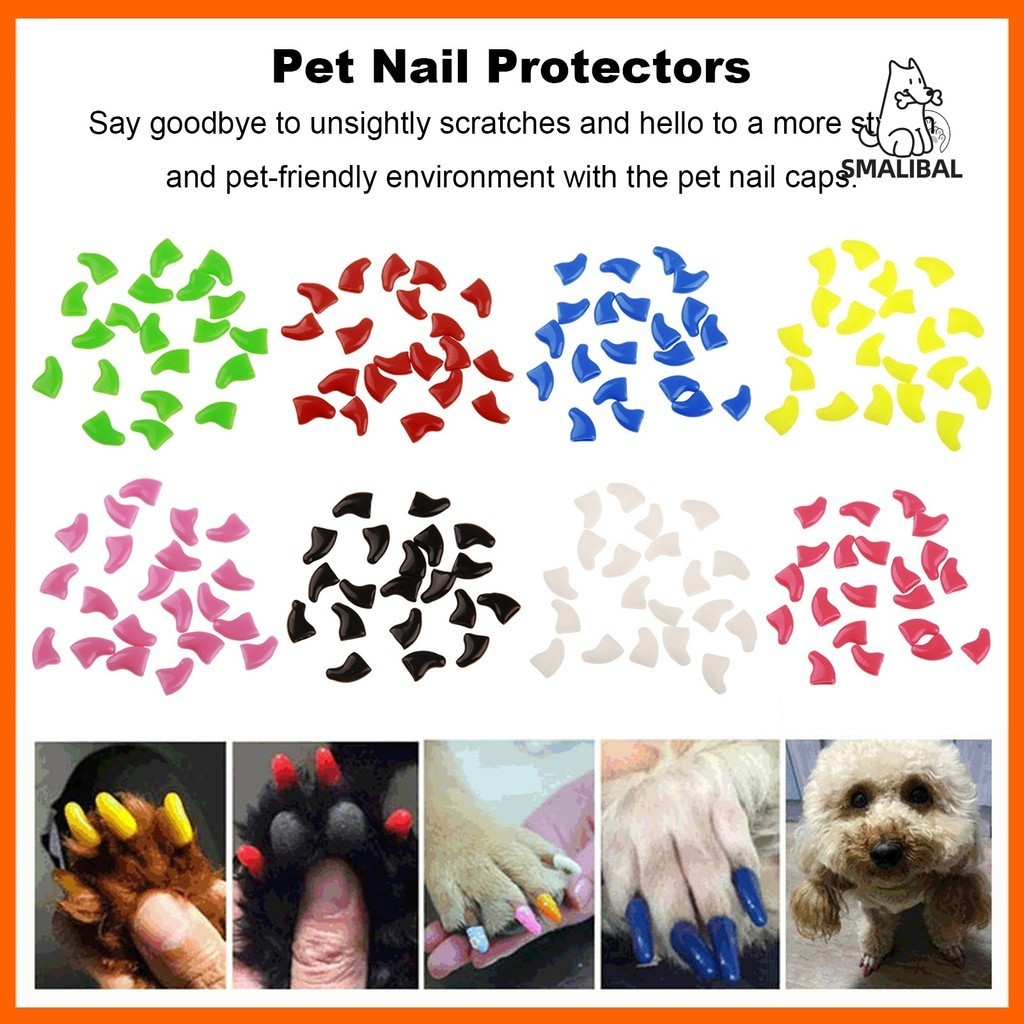 Pet Nail Protectors
Say goodbye to unsightly scratches and hello to a more
and pet-friendly environment with the pet nail caps.
SMALIBAL